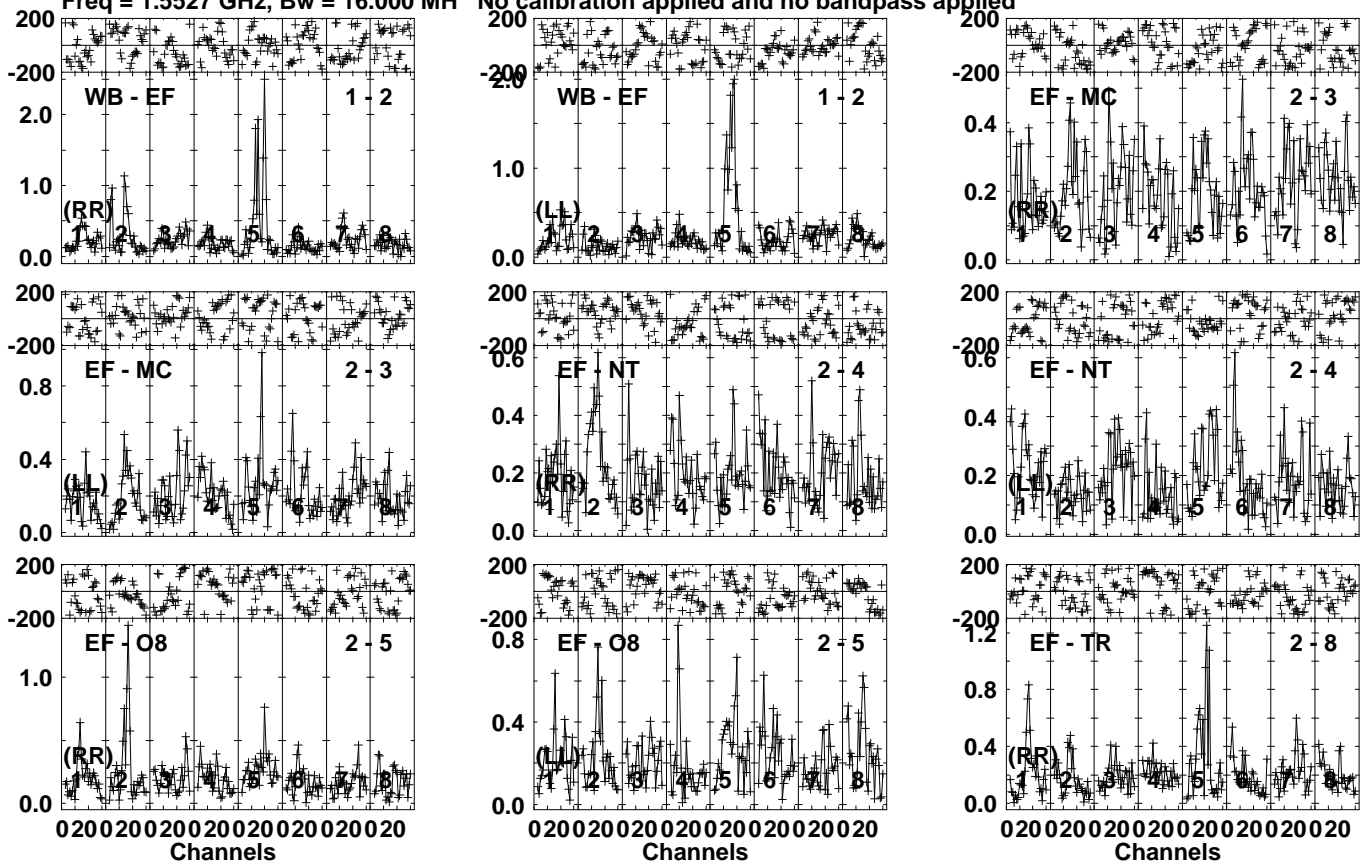 Freq = 1.5527 GHz, Bw = 16.000 MH No calibration applied and no bandpass applied
200 200 200
-200 -200 -200
WB - EF 1 - 2 WB - EF 1 - 2 EF - MC 2 - 3
2.0 2.0 0.4
1.0 1.0 0.2
(RR) (LL) (RR)
1 2 3 4 5 6 7 8 1 2 3 4 5 6 7 8 1 2 3 4 5 6 7 8
0.0 0.0 0.0
200 200 200
-200 -200 -200
EF - MC 2 - 3 EF - NT 2 - 4 EF - NT 2 - 4
0.8 0.6 0.6
0.4 0.4 0.4
0.2 0.2
(LL) (RR) (LL)
1 2 3 4 5 6 7 8 1 2 3 4 5 6 7 8 1 2 3 4 5 6 7 8
0.0 0.0 0.0
200 200 200
-200 -200 -200
EF - O8 2 - 5 EF - O8 2 - 5 EF - TR 2 - 8
1.0 0.8 1.2
0.4 0.8
0.4
(RR) (LL) (RR)
1 2 3 4 5 6 7 8 1 2 3 4 5 6 7 8 1 2 3 4 5 6 7 8
0.0 0.0 0.0
0 20 0 20 0 20 0 20 0 20 0 20 0 20 0 20 0 20 0 20 0 20 0 20 0 20 0 20 0 20 0 20 0 20 0 20 0 20 0 20 0 20 0 20 0 20 0 20
Channels Channels Channels